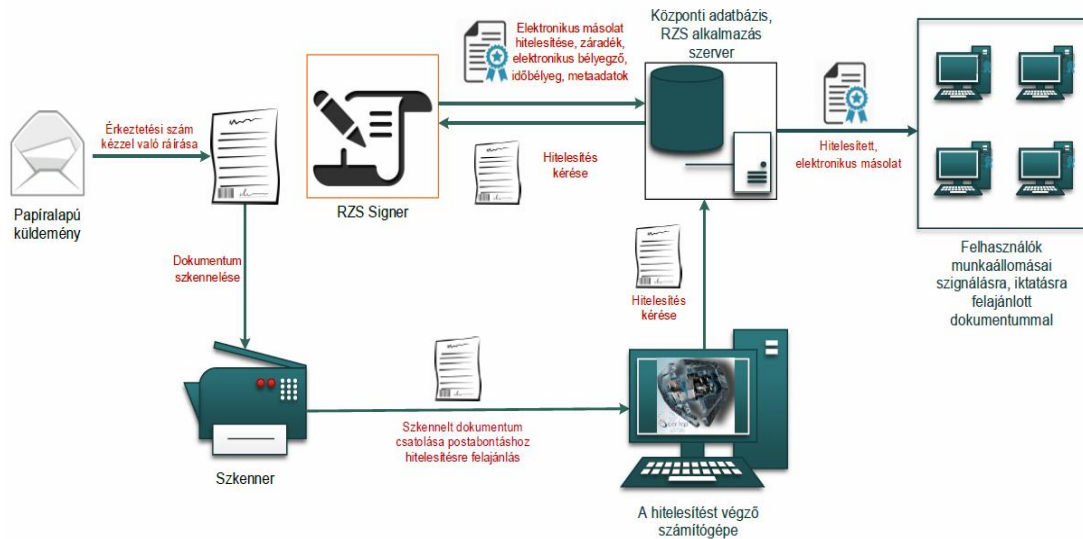 Papíralapú
küldemény
Érkeztetési szám
kézzel való ráírása
Dokumentum
szkennelése
Szkenner
Szkennelt dokumentum
csatolása postabontáshoz
hitelesítésre felajánlás
A hitelesítést végző
számítógépe
Hitelesítés
kérése
Központi adatbázis,
RZS alkalmazás
szerver
Hitelesítés
kérése
RZS Signer
Elektronikus másolat
hitelesítése, záradék,
elektronikus bélyegző,
időbélyeg, metaadatok
Hitelesített,
elektronikus másolat
Felhasználók
munkaállomásai
szignálásra, iktatásra
felajánlott
dokumentummal